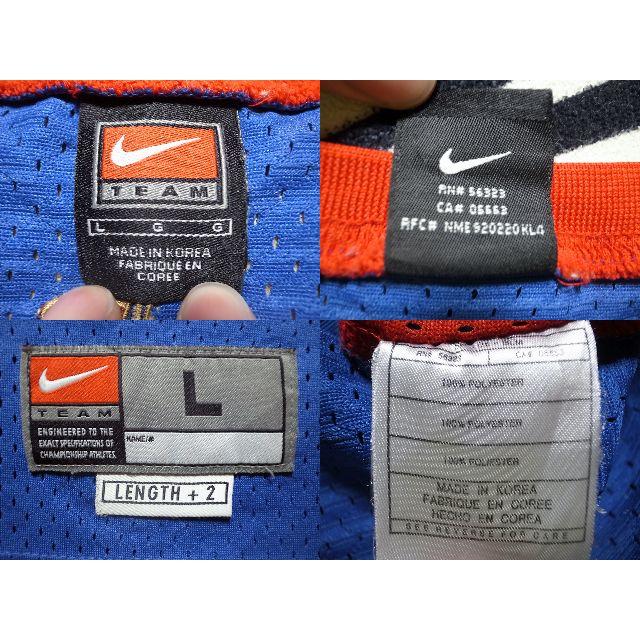 TEAM
L G G
MADE IN KOREA
FABRIQUE EN
COREE
RN# 56323
CA# 05553
RFC# NME920220KLG
TEAM
ENGINEERED TO THE
EXACT SPECIFICATIONS OF
CHAMPIONSHIP ATHLETES.
L
NAME/#
LENGTH + 2
RN# 56323 CA# 05553
100% POLYESTER
100% POLYESTER
100% POLYESTER
MADE IN KOREA
FABRIQUE EN COREE
HECHO EN COREA
SEE REVERSE FOR CARE